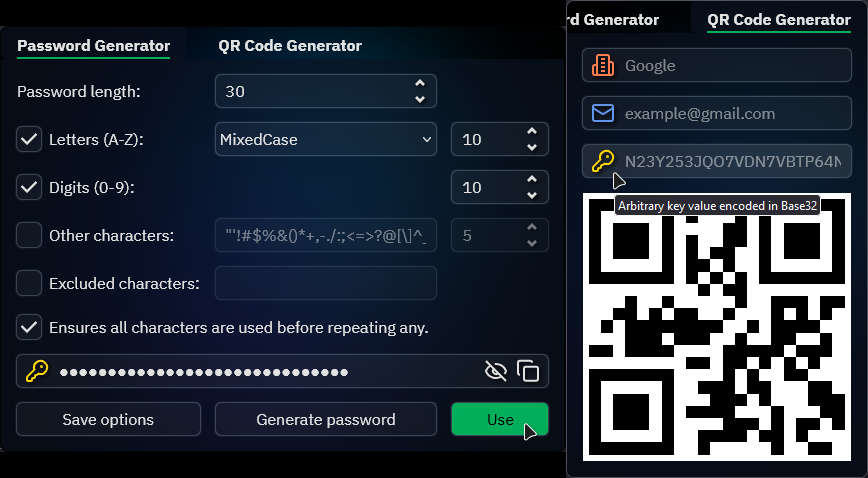 Password Generator
QR Code Generator
Password length:
30
Letters (A-Z):
MixedCase
10
Digits (0-9):
10
Other characters:
"'!#$%&()*+,-./:;<=>?@[\]^_
5
Excluded characters:
Ensures all characters are used before repeating any.
Save options
Generate password
Use
rd Generator
QR Code Generator
Google
example@gmail.com
N23Y253JQO7VDN7VBTP64N
Arbitrary key value encoded in Base32